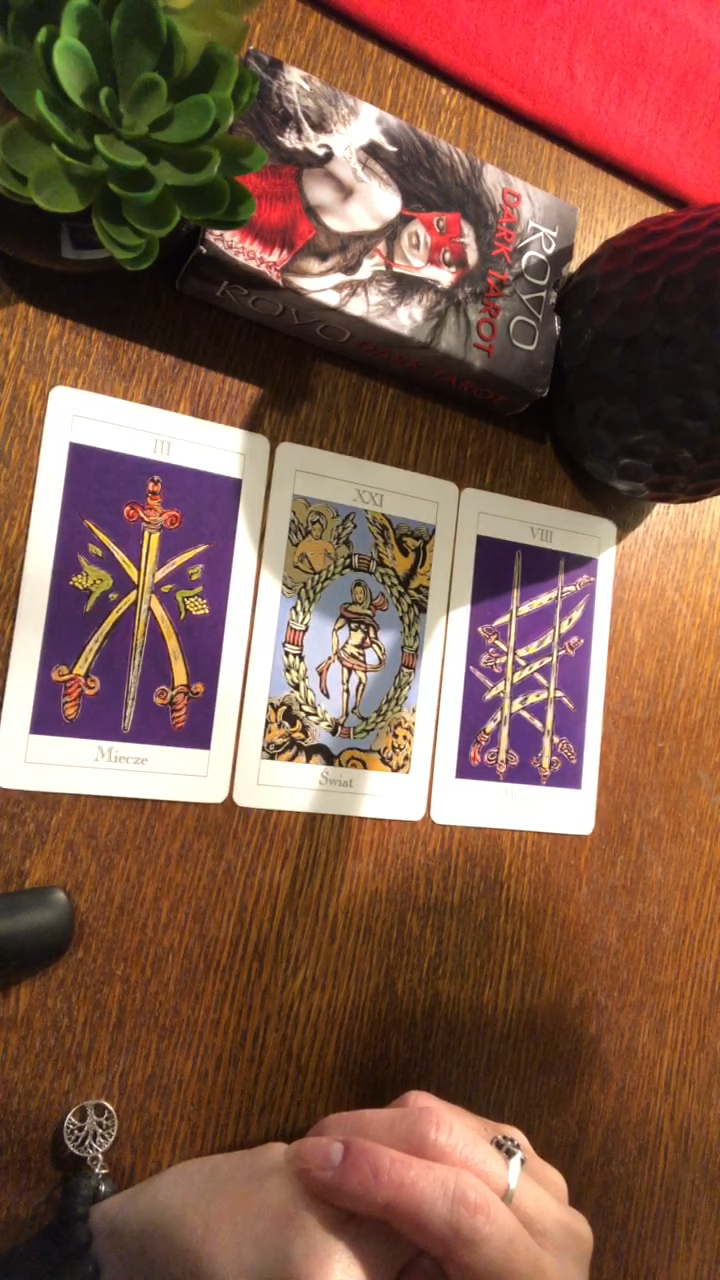 ROYO
DARK TAROT
ROYO DARK TAROT
III
Miecze
XXI
Świat
VIII